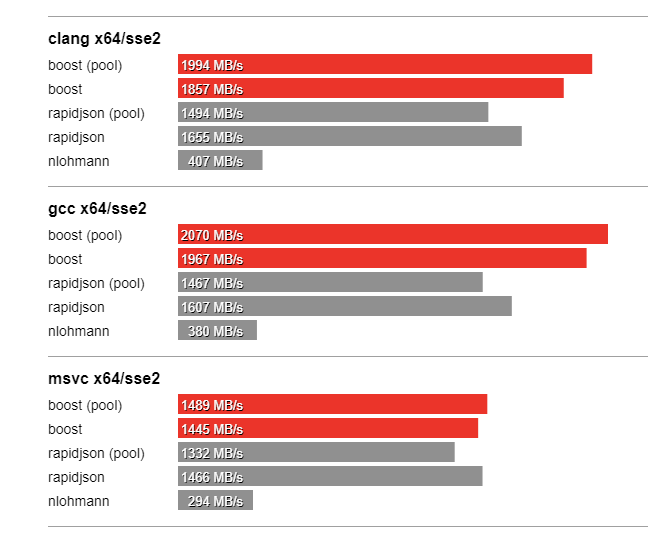 clang x64/sse2
boost (pool) 1994 MB/s
boost 1857 MB/s
rapidjson (pool) 1494 MB/s
rapidjson 1655 MB/s
nlohmann 407 MB/s
gcc x64/sse2
boost (pool) 2070 MB/s
boost 1967 MB/s
rapidjson (pool) 1467 MB/s
rapidjson 1607 MB/s
nlohmann 380 MB/s
msvc x64/sse2
boost (pool) 1489 MB/s
boost 1445 MB/s
rapidjson (pool) 1332 MB/s
rapidjson 1466 MB/s
nlohmann 294 MB/s